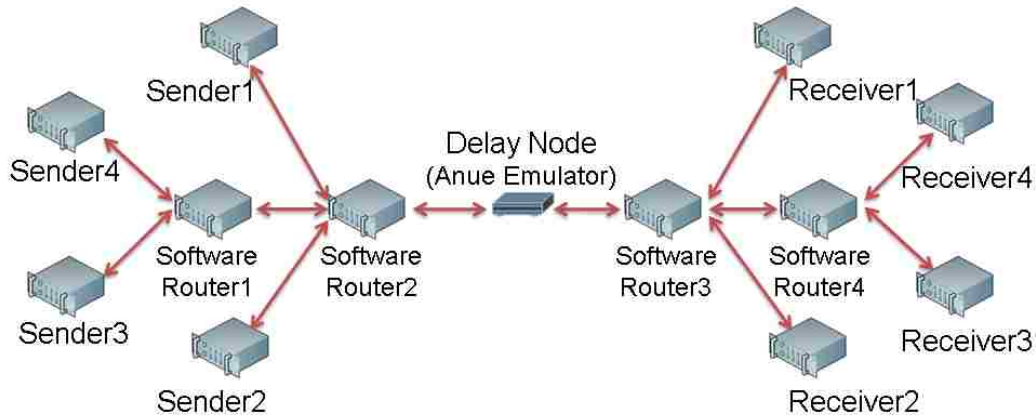 Sender1
Receiver1
Sender4
Delay Node
(Anue Emulator)
Receiver4
Software
Router1
Software
Router2
Software
Router3
Software
Router4
Sender3
Receiver3
Sender2
Receiver2